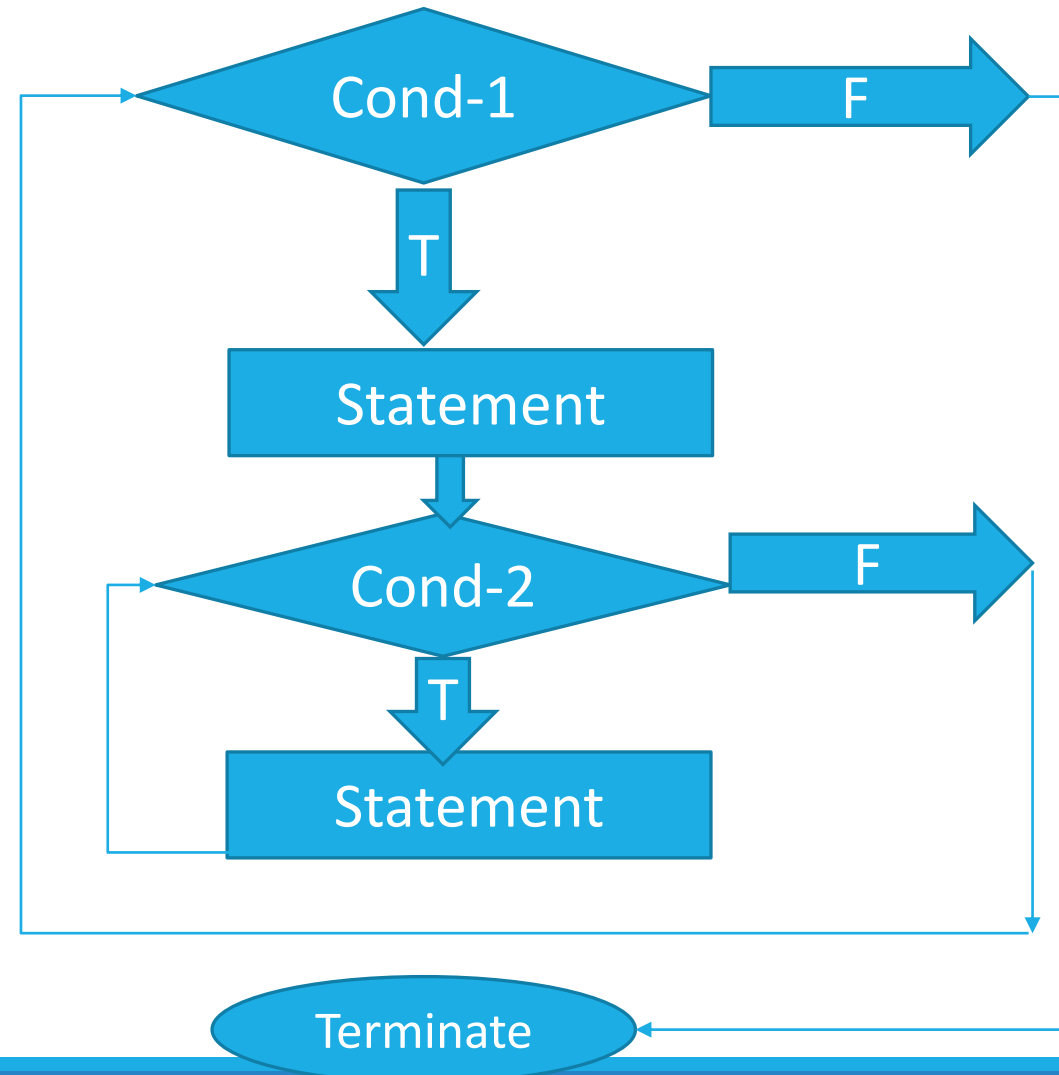 Cond-1
F
T
Statement
Cond-2
F
T
Statement
Terminate